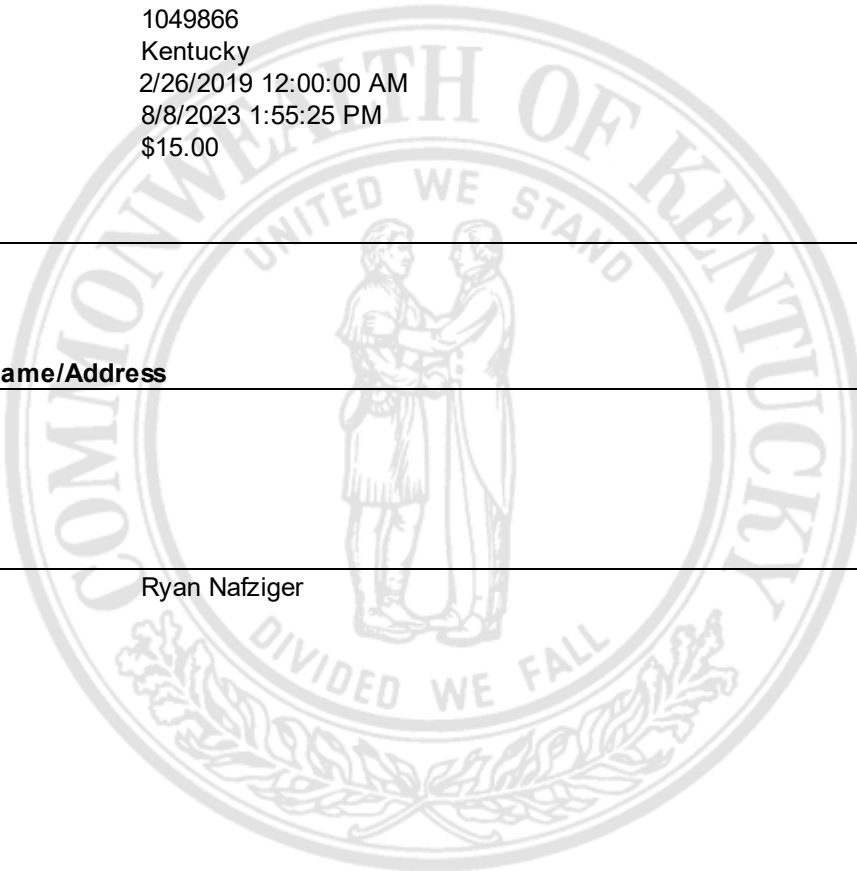 1049866
Kentucky
2/26/2019 12:00:00 AM
8/8/2023 1:55:25 PM
$15.00
COMMONWEALTH OF KENTUCKY
UNITED WE STAND
ame/Address
Ryan Nafziger
DIVIDED WE FALL